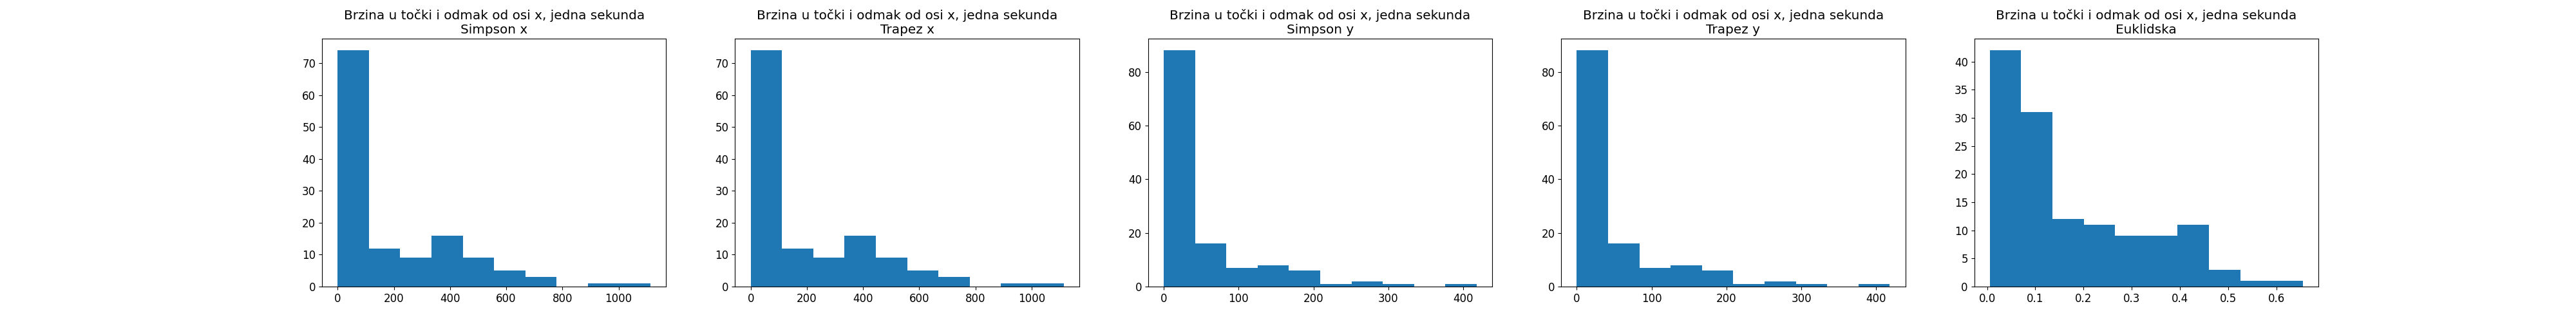 Brzina u točki i odmak od osi x, jedna sekunda
Simpson x
70
60
50
40
30
20
10
0
0 200 400 600 800 1000
Brzina u točki i odmak od osi x, jedna sekunda
Trapez x
70
60
50
40
30
20
10
0
0 200 400 600 800 1000
Brzina u točki i odmak od osi x, jedna sekunda
Simpson y
80
60
40
20
0
0 100 200 300 400
Brzina u točki i odmak od osi x, jedna sekunda
Trapez y
80
60
40
20
0
0 100 200 300 400
Brzina u točki i odmak od osi x, jedna sekunda
Euklidska
40
35
30
25
20
15
10
5
0
0.0 0.1 0.2 0.3 0.4 0.5 0.6